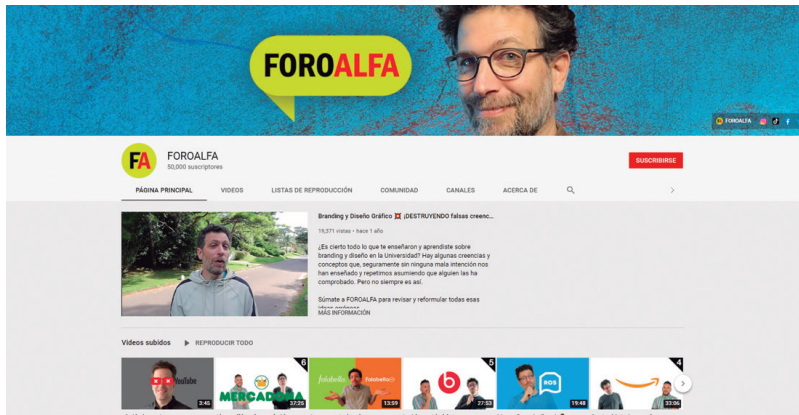 FOROALFA
FOROALFA
FA
FOROALFA
50,000 suscriptores
SUSCRIBIRSE
PÁGINA PRINCIPAL VIDEOS LISTAS DE REPRODUCCIÓN COMUNIDAD CANALES ACERCA DE
Branding y Diseño Gráfico 💥 ¡DESTRUYENDO falsas creenc...
19,371 vistas • hace 1 año
¿Es cierto todo lo que te enseñaron y aprendiste sobre
branding y diseño en la Universidad? Hay algunas creencias y
conceptos que, seguramente sin ninguna mala intención nos
han enseñado y repetimos asumiendo que alguien las ha
comprobado. Pero no siempre es así.
Súmate a FOROALFA para revisar y reformular todas esas
MÁS INFORMACIÓN
Videos subidos REPRODUCIR TODO
YouTube
3:45
6
MERCADONA
37:25
falabella
falabella
13:59
5
b
27:53
ROS
19:48
4
33:06